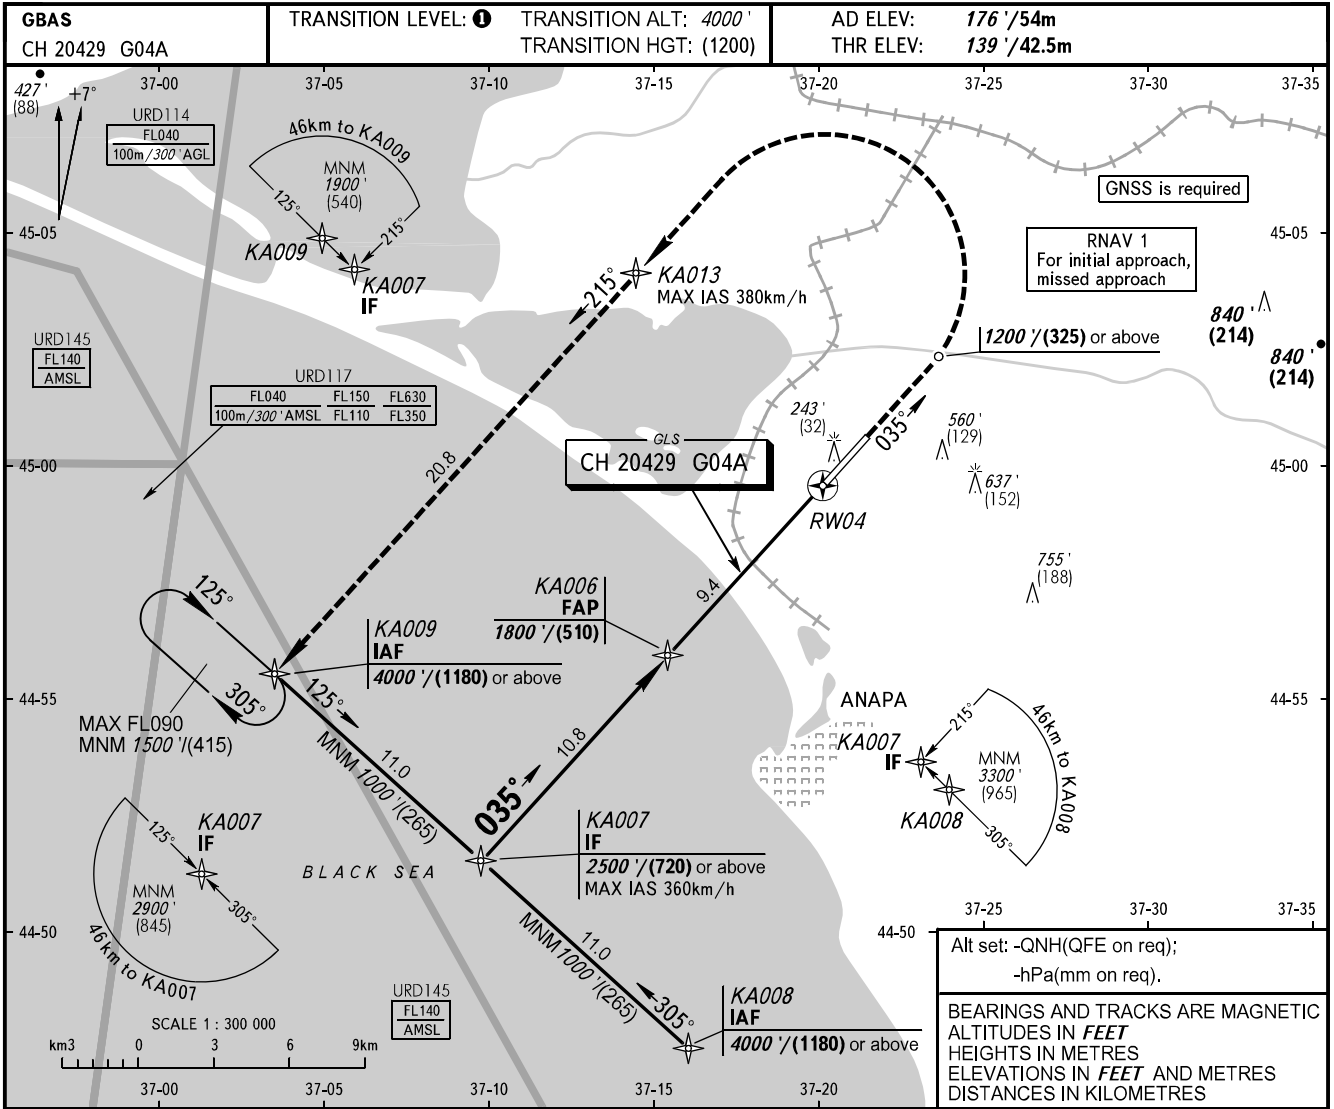 GBAS
CH 20429 G04A
TRANSITION LEVEL: ❶
TRANSITION ALT: 4000 '
TRANSITION HGT: (1200)
AD ELEV: 176 '/54m
THR ELEV: 139 '/42.5m
37-00
37-05
37-10
37-15
37-20
37-25
37-30
37-35
427 '
(88)
+7°
URD114
FL040
100m/300 ' AGL
46km to KA009
MNM
1900 '
(540)
125°
215°
KA009
KA007
IF
GNSS is required
45-05
45-05
RNAV 1
For initial approach,
missed approach
KA013
MAX IAS 380km/h
215°
840 '
(214)
840 '
(214)
1200 '/(325) or above
URD145
FL140
AMSL
URD117
FL040
100m/300 ' AMSL
FL150
FL110
FL630
FL350
243 '
(32)
035°
560 '
(129)
GLS
CH 20429 G04A
45-00
45-00
20.8
637 '
(152)
RW04
755 '
(188)
9.4
KA006
FAP
1800 '/(510)
125°
KA009
IAF
4000 '/(1180) or above
305°
125°
44-55
44-55
MAX FL090
MNM 1500 '/(415)
ANAPA
KA007
IF
215°
MNM
3300 '
(965)
46km to KA008
KA008
305°
11.0
MNM 1000 '/(265)
10.8
035°
KA007
IF
2500 '/(720) or above
MAX IAS 360km/h
125°
KA007
IF
MNM
2900 '
(845)
305°
46km to KA007
BLACK SEA
37-25
37-30
37-35
44-50
44-50
11.0
MNM 1000 '/(265)
305°
KA008
IAF
4000 '/(1180) or above
URD145
FL140
AMSL
SCALE 1 : 300 000
km3 0 3 6 9km
37-00
37-05
37-10
37-15
37-20
Alt set: -QNH(QFE on req);
-hPa(mm on req).
BEARINGS AND TRACKS ARE MAGNETIC
ALTITUDES IN FEET
HEIGHTS IN METRES
ELEVATIONS IN FEET AND METRES
DISTANCES IN KILOMETRES